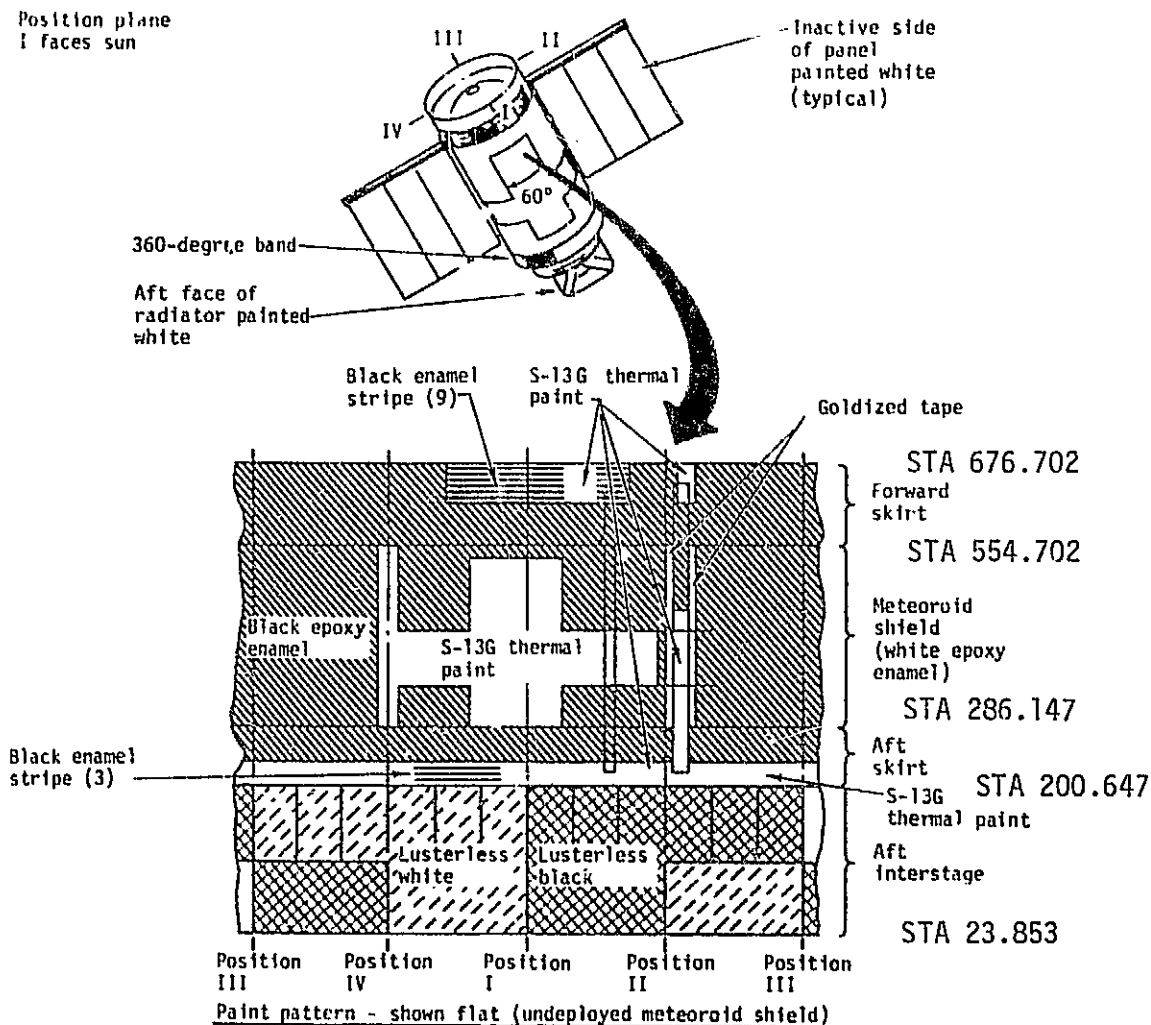 Position plane
I faces sun
III
II
IV
I
60°
Inactive side
of panel
painted white
(typical)
360-degree band
Aft face of
radiator painted
white
Black enamel
stripe (9)
S-13G thermal
paint
Goldized tape
STA 676.702
Forward
skirt
STA 554.702
Meteoroid
shield
(white epoxy
enamel)
STA 286.147
Black epoxy
enamel
S-13G thermal
paint
Black enamel
stripe (3)
Aft
skirt
STA 200.647
S-13G
thermal paint
Lusterless
white
Lusterless
black
Aft
interstage
STA 23.853
Position
III
Position
IV
Position
I
Position
II
Position
III
Paint pattern - shown flat (undeployed meteoroid shield)